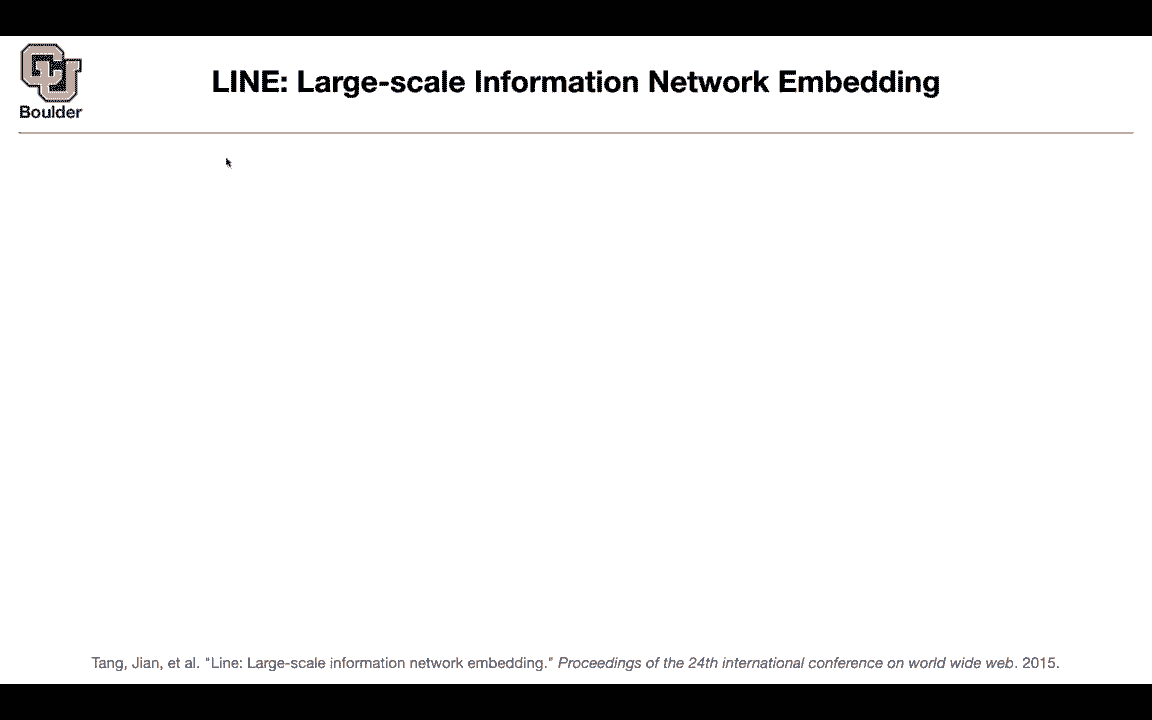 LINE: Large-scale Information Network Embedding
CU
Boulder
Tang, Jian, et al. "Line: Large-scale information network embedding." Proceedings of the 24th international conference on world wide web. 2015.